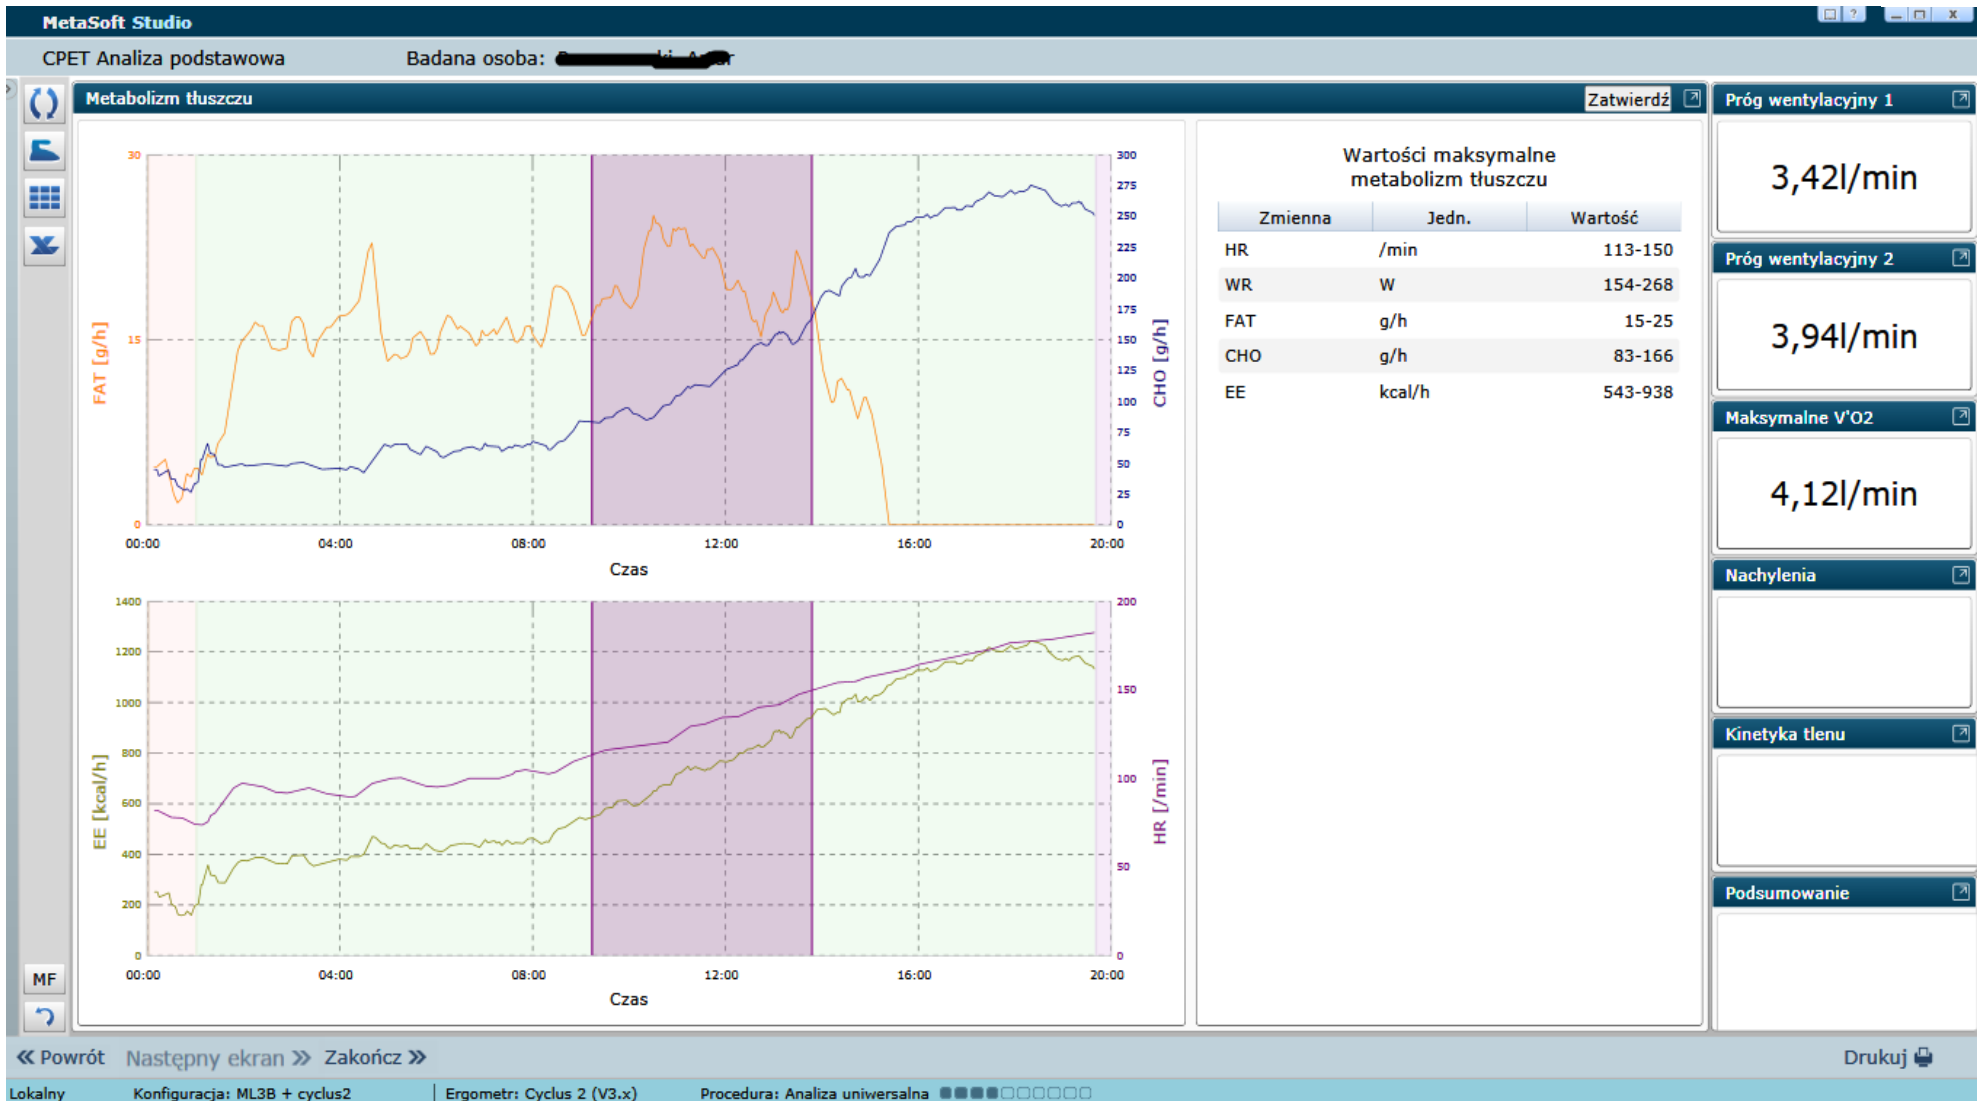 MetaSoft Studio
CPET Analiza podstawowa Badana osoba:
Metabolizm tłuszczu Zatwierdź
30
15
0
FAT [g/h]
300
275
250
225
200
175
150
125
100
75
50
25
0
CHO [g/h]
00:00 04:00 08:00 12:00 16:00 20:00
Czas
1400
1200
1000
800
600
400
200
0
EE [kcal/h]
200
150
100
50
0
HR [/min]
00:00 04:00 08:00 12:00 16:00 20:00
Czas
Wartości maksymalne
metabolizm tłuszczu
Zmienna Jedn. Wartość
HR /min 113-150
WR W 154-268
FAT g/h 15-25
CHO g/h 83-166
EE kcal/h 543-938
Próg wentylacyjny 1
3,42l/min
Próg wentylacyjny 2
3,94l/min
Maksymalne V'O2
4,12l/min
Nachylenia
Kinetyka tlenu
Podsumowanie
MF
« Powrót Następny ekran » Zakończ » Drukuj
Lokalny Konfiguracja: ML3B + cyclus2 Ergometr: Cyclus 2 (V3.x) Procedura: Analiza uniwersalna